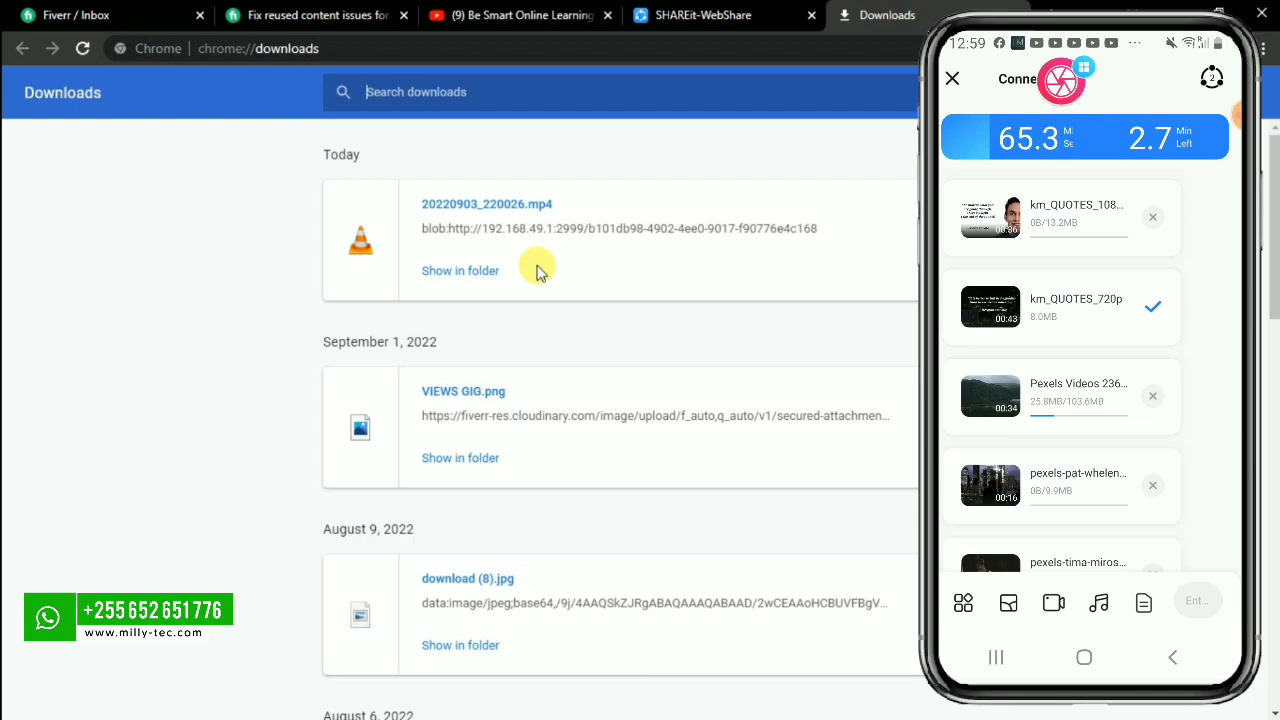 Fiverr / Inbox
Fix reused content issues for
(9) Be Smart Online Learning
SHAREit-WebShare
Downloads
Chrome
chrome://downloads
Downloads
Search downloads
Today
20220903_220026.mp4
blob:http://192.168.49.1:2999/b101db98-4902-4ee0-9017-f90776e4c168
Show in folder
September 1, 2022
VIEWS GIG.png
https://fiverr-res.cloudinary.com/image/upload/f_auto,q_auto/v1/secured-attachmen...
Show in folder
August 9, 2022
download (8).jpg
data:image/jpeg;base64,/9j/4AAQSkZJRgABAQAAAQABAAD/2wCEAAoHCBUVFBgV...
Show in folder
August 6, 2022
+255 652 651 776
www.milly-tec.com
12:59
Conne
2
65.3
2.7 Min Left
km_QUOTES_108...
0B/13.2MB
00:36
km_QUOTES_720p
8.0MB
00:43
Pexels Videos 236...
25.8MB/103.6MB
00:34
pexels-pat-whelen...
0B/9.9MB
00:16
pexels-tima-miros...
Ent...